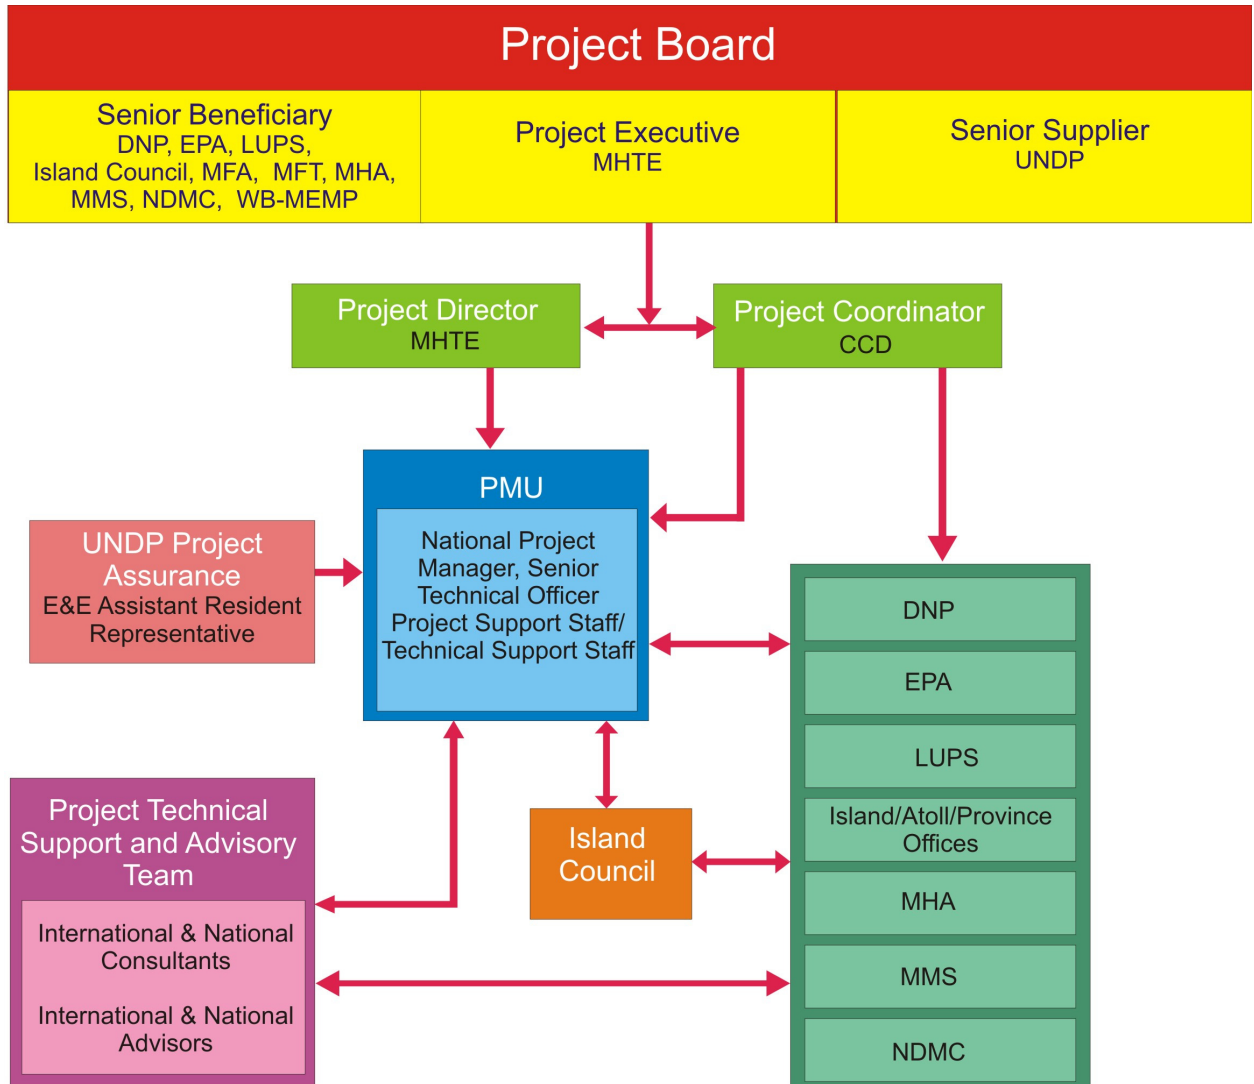 Project Board
Senior Beneficiary
DNP, EPA, LUPS,
Island Council, MFA, MFT, MHA,
MMS, NDMC, WB-MEMP
Project Executive
MHTE
Senior Supplier
UNDP
Project Director
MHTE
Project Coordinator
CCD
PMU
National Project
Manager, Senior
Technical Officer
Project Support Staff/
Technical Support Staff
UNDP Project
Assurance
E&E Assistant Resident
Representative
DNP
EPA
LUPS
Island/Atoll/Province
Offices
MHA
MMS
NDMC
Island
Council
Project Technical
Support and Advisory
Team
International & National
Consultants
International & National
Advisors